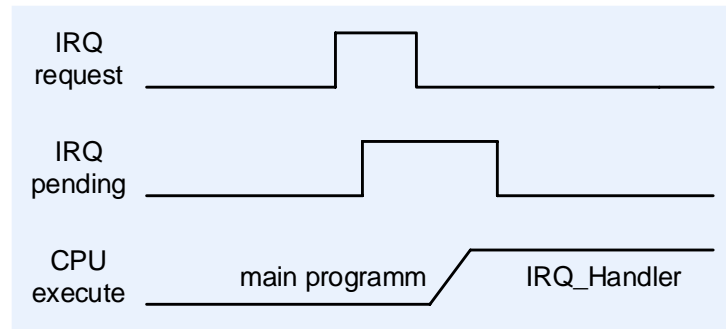 IRQ
request
IRQ
pending
CPU
execute
main programm
IRQ_Handler